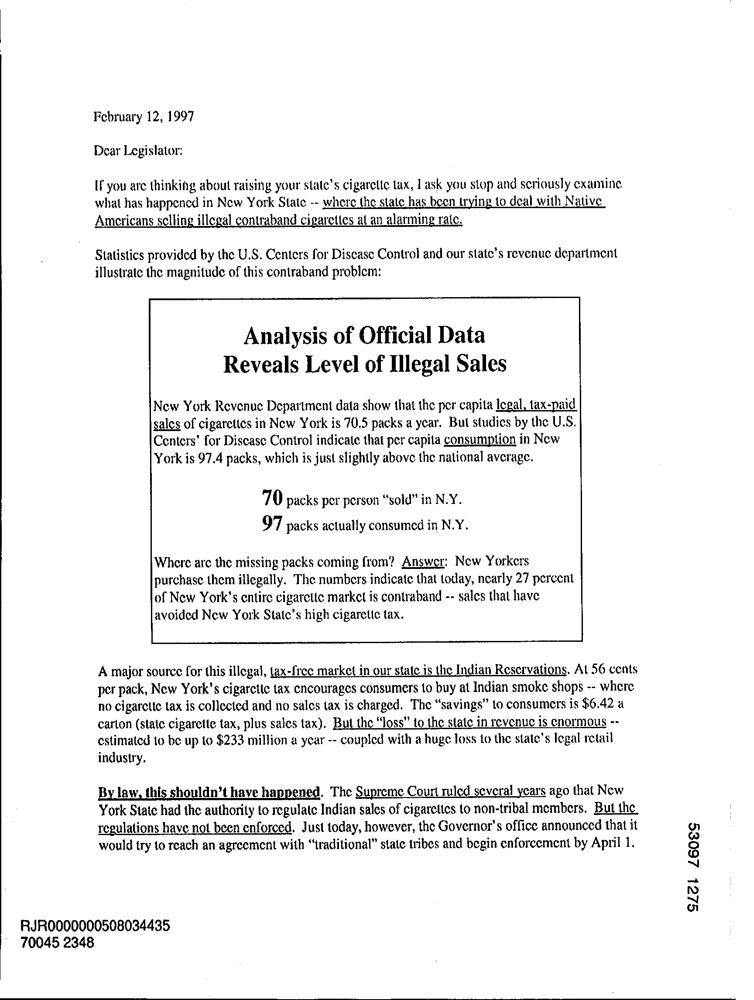 February 12, 1997
Dear Legislator:
If you are thinking about raising your state's cigarette tax, I ask you stop and seriously examine
what has happened in New York State -- where the state has been trying to deal with Native
Americans selling illegal contraband cigarettes at an alarming rate.
Statistics provided by the U.S. Centers for Disease Control and our state's revenue department
illustrate the magnitude of this contraband problem:
Analysis of Official Data
Reveals Level of Illegal Sales
New York Revenue Department data show that the per capita legal, tax-paid
sales of cigarettes in New York is 70.5 packs a year. But studies by the U.S.
Centers' for Disease Control indicate that per capita consumption in New
York is 97.4 packs, which is just slightly above the national average.
70 packs per person "sold" in N.Y.
97 packs actually consumed in N.Y.
Where are the missing packs coming from? Answer: New Yorkers
purchase them illegally. The numbers indicate that today, nearly 27 percent
of New York's entire cigarette market is contraband -- sales that have
avoided New York State's high cigarette tax.
A major source for this illegal, tax-free market in our state is the Indian Reservations. At 56 cents
per pack, New York's cigarette tax encourages consumers to buy at Indian smoke shops -- where
no cigarette tax is collected and no sales tax is charged. The "savings" to consumers is $6.42 a
carton (state cigarette tax, plus sales tax). But the "loss" to the state in revenue is enormous --
estimated to be up to $233 million a year -- coupled with a huge loss to the state's legal retail
industry.
By law, this shouldn't have happened. The Supreme Court ruled several years ago that New
York State had the authority to regulate Indian sales of cigarettes to non-tribal members. But the
regulations have not been enforced. Just today, however, the Governor's office announced that it
would try to reach an agreement with "traditional" state tribes and begin enforcement by April 1.
53097 1275
RJR0000000508034435
70045 2348